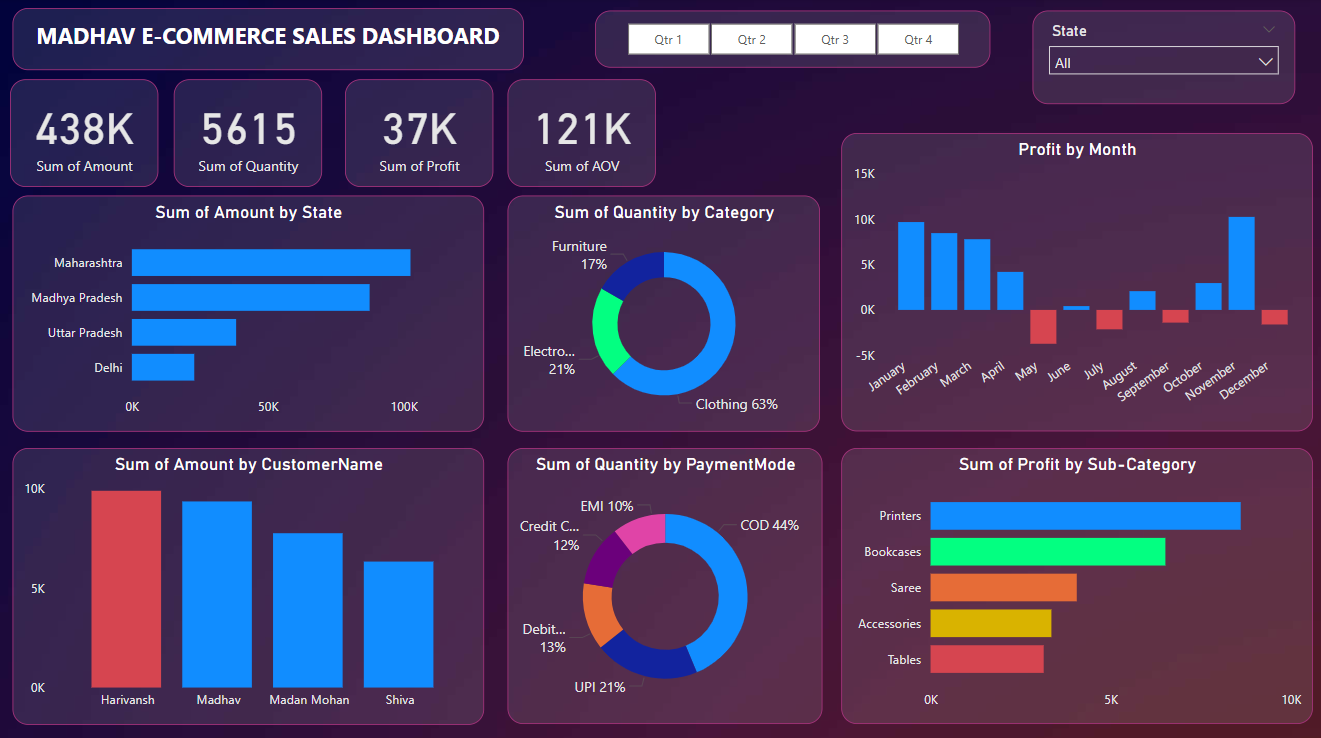 MADHAV E-COMMERCE SALES DASHBOARD
Qtr 1
Qtr 2
Qtr 3
Qtr 4
State
All
438K
Sum of Amount
5615
Sum of Quantity
37K
Sum of Profit
121K
Sum of AOV
Sum of Amount by State
Maharashtra
Madhya Pradesh
Uttar Pradesh
Delhi
0K
50K
100K
Sum of Quantity by Category
Furniture
17%
Electro...
21%
Clothing 63%
Profit by Month
15K
10K
5K
0K
-5K
January
February
March
April
May
June
July
August
September
October
November
December
Sum of Amount by CustomerName
10K
5K
0K
Harivansh
Madhav
Madan Mohan
Shiva
Sum of Quantity by PaymentMode
EMI 10%
COD 44%
Credit C...
12%
Debit...
13%
UPI 21%
Sum of Profit by Sub-Category
Printers
Bookcases
Saree
Accessories
Tables
0K
5K
10K